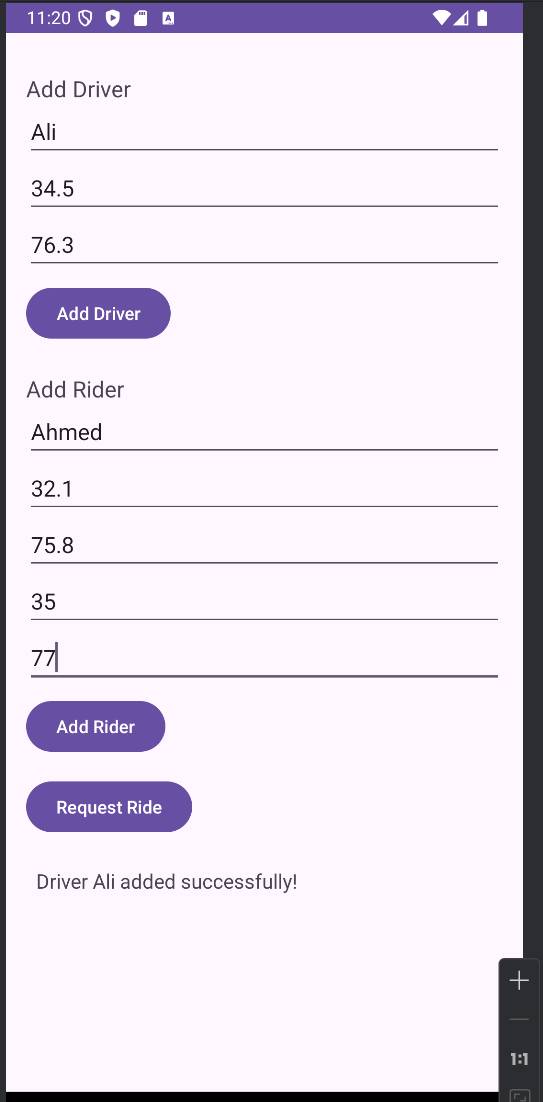 11:20
Add Driver
Ali
34.5
76.3
Add Driver
Add Rider
Ahmed
32.1
75.8
35
77
Add Rider
Request Ride
Driver Ali added successfully!
1:1